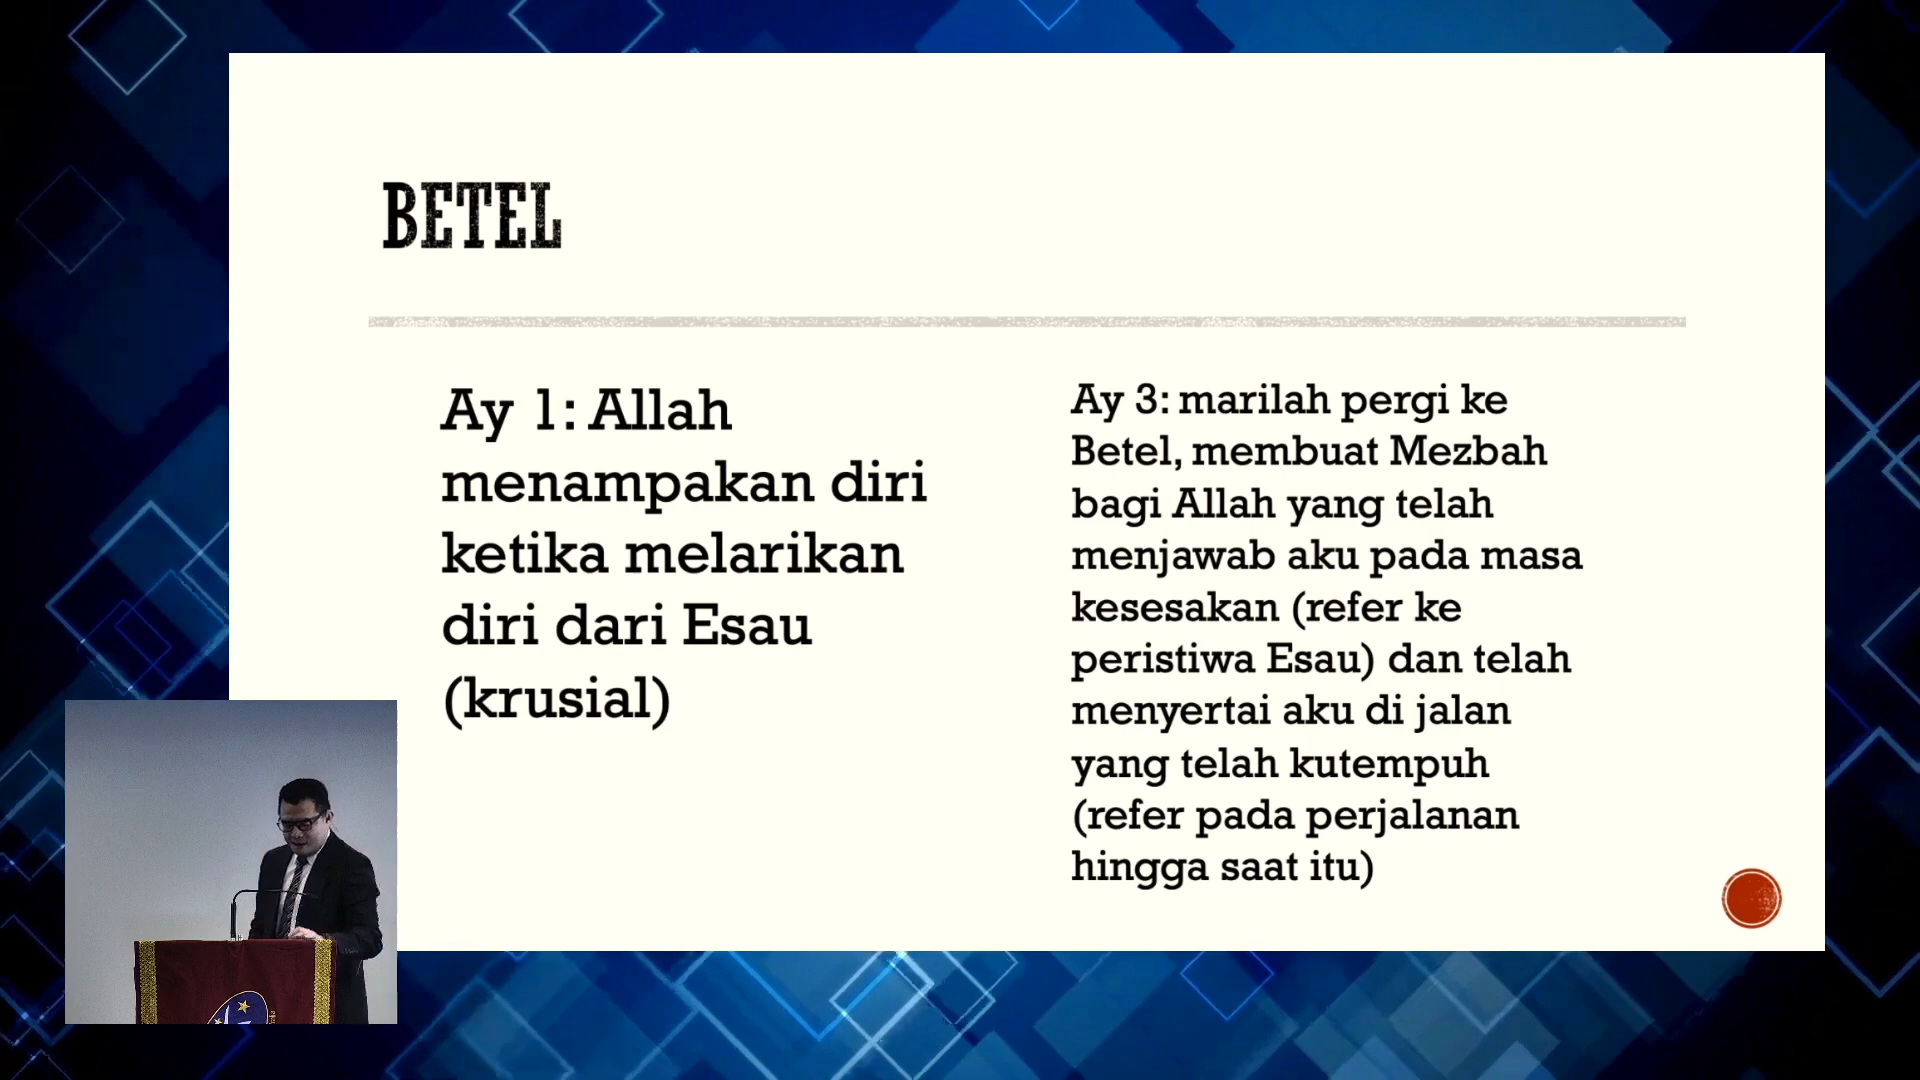 BETEL
Ay 1: Allah
menampakan diri
ketika melarikan
diri dari Esau
(krusial)
Ay 3: marilah pergi ke
Betel, membuat Mezbah
bagi Allah yang telah
menjawab aku pada masa
kesesakan (refer ke
peristiwa Esau) dan telah
menyertai aku di jalan
yang telah kutempuh
(refer pada perjalanan
hingga saat itu)